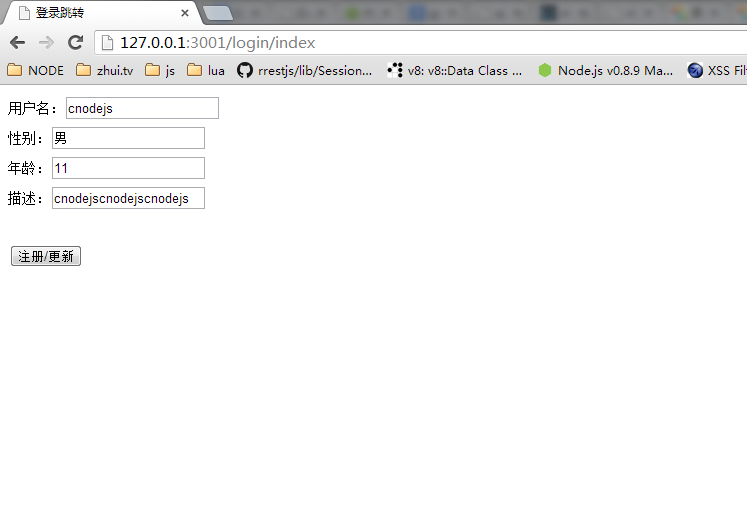 登录跳转
127.0.0.1:3001/login/index
NODE zhui.tv js lua rrestjs/lib/Session... v8: v8::Data Class ... Node.js v0.8.9 Ma... XSS Fil
用户名：cnodejs
性别：男
年龄：11
描述：cnodejscnodejscnodejs
注册/更新